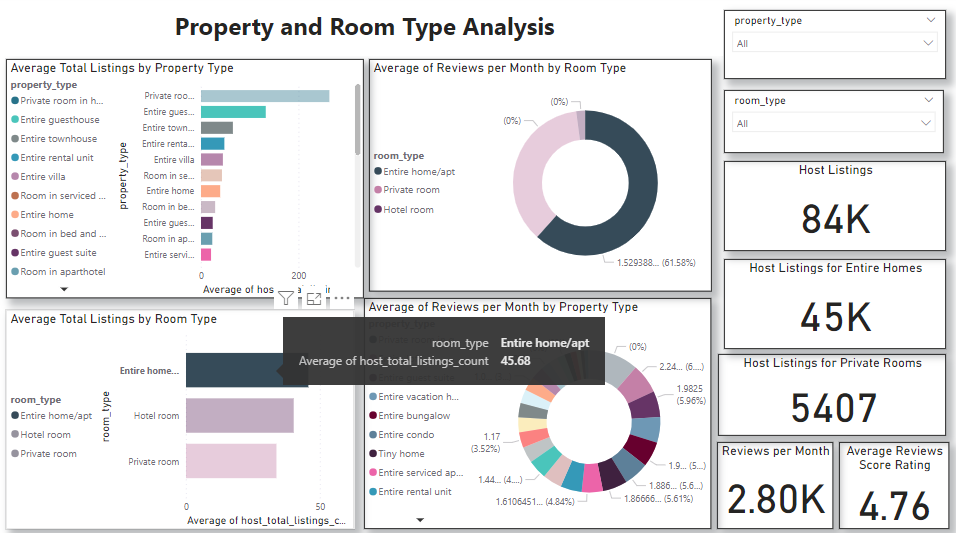 Property and Room Type Analysis
property_type
All
room_type
All
Average Total Listings by Property Type
property_type
Private room in h...
Entire guesthouse
Entire townhouse
Entire rental unit
Entire villa
Room in serviced ...
Entire home
Room in bed and ...
Entire guest suite
Room in aparthotel
property_type
Private roo...
Entire gues...
Entire town...
Entire renta...
Entire villa
Room in se...
Entire home
Room in be...
Entire gues...
Room in ap...
Entire servi...
0
200
Average of host_total_listings_
Average of Reviews per Month by Room Type
room_type
Entire home/apt
Private room
Hotel room
(0%)
(0%)
1.529388... (61.58%)
Host Listings
84K
Host Listings for Entire Homes
45K
Host Listings for Private Rooms
5407
Reviews per Month
2.80K
Average Reviews
Score Rating
4.76
Average Total Listings by Room Type
room_type
Entire home/apt
Hotel room
Private room
room_type
Entire home...
Hotel room
Private room
0
50
Average of host_total_listings_c...
room_type Entire home/apt
Average of host_total_listings_count 45.68
Average of Reviews per Month by Property Type
Entire vacation h...
Entire bungalow
Entire condo
Tiny home
Entire serviced ap...
Entire rental unit
(0%)
2.24... (6....)
1.9825
(5.96%)
1.9... (5...)
1.886... (5.6...)
1.86666... (5.61%)
1.6106451... (4.84%)
1.44... (4....)
1.17
(3.52%)